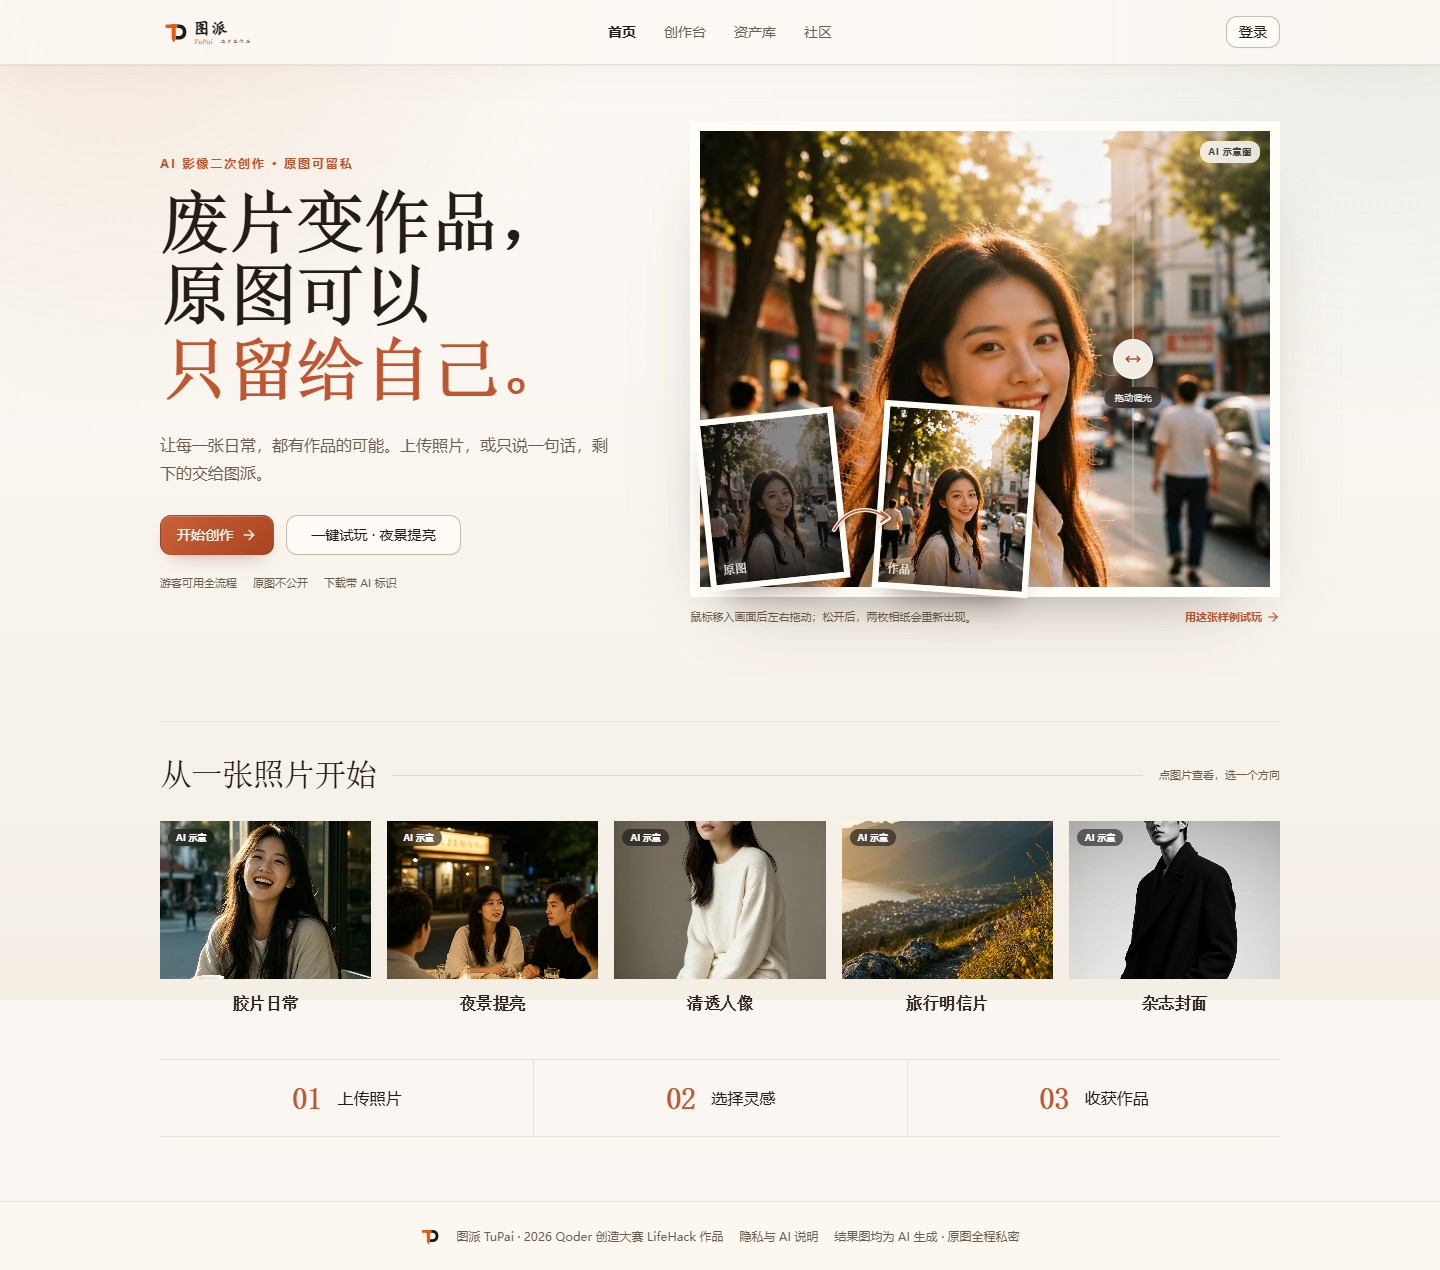 图派
TuPai
首页
创作台
资产库
社区
登录
AI 影像二次创作 • 原图可留私
废片变作品，
原图可以
只留给自己。
让每一张日常，都有作品的可能。上传照片，或只说一句话，剩
下的交给图派。
开始创作 →
一键试玩 · 夜景提亮
游客可用全流程
原图不公开
下载带 AI 标识
AI 示意图
拖动调光
原图
作品
鼠标移入画面后左右拖动；松开后，两枚相纸会重新出现。
用这张样例试玩 →
从一张照片开始
点图片查看，选一个方向
AI 示意
AI 示意
AI 示意
AI 示意
AI 示意
胶片日常
夜景提亮
清透人像
旅行明信片
杂志封面
01 上传照片
02 选择灵感
03 收获作品
图派 TuPai · 2026 Qoder 创造大赛 LifeHack 作品
隐私与 AI 说明
结果图均为 AI 生成 · 原图全程私密